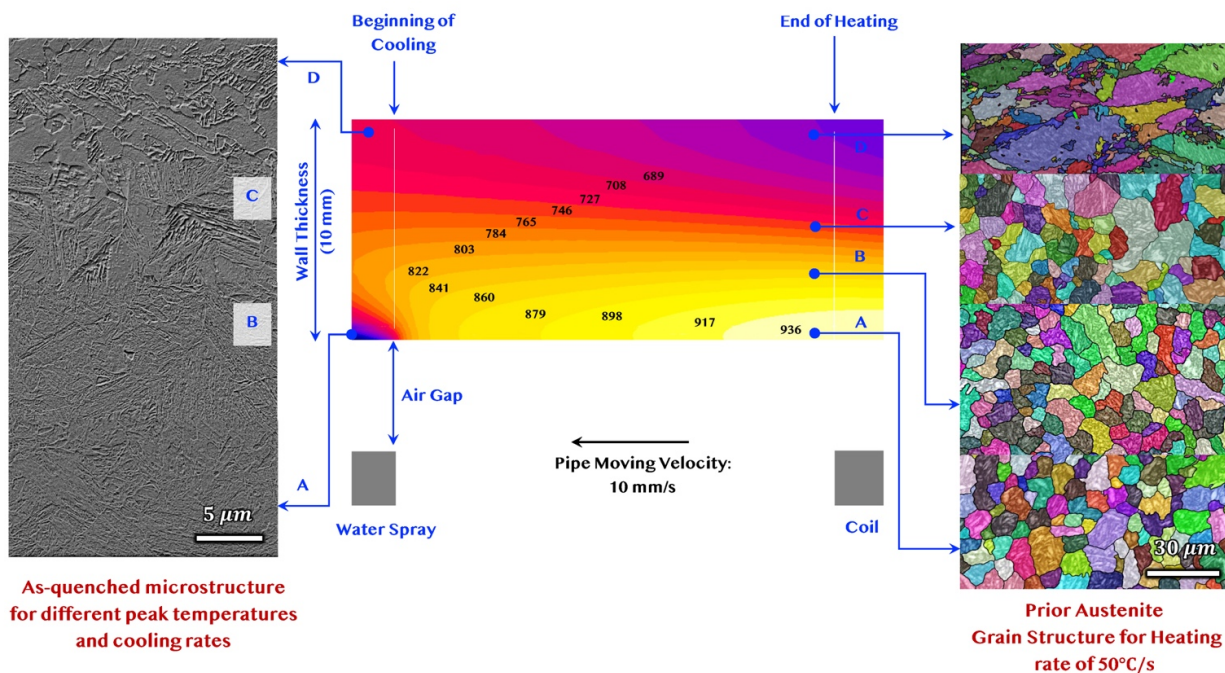 Beginning of
Cooling
End of Heating
D
C
B
A
5 μm
Wall Thickness
(10 mm)
689
708
727
746
765
784
803
822
841
860
879
898
917
936
D
C
B
A
Air Gap
Pipe Moving Velocity:
10 mm/s
Water Spray
Coil
30 μm
As-quenched microstructure
for different peak temperatures
and cooling rates
Prior Austenite
Grain Structure for Heating
rate of 50°C/s